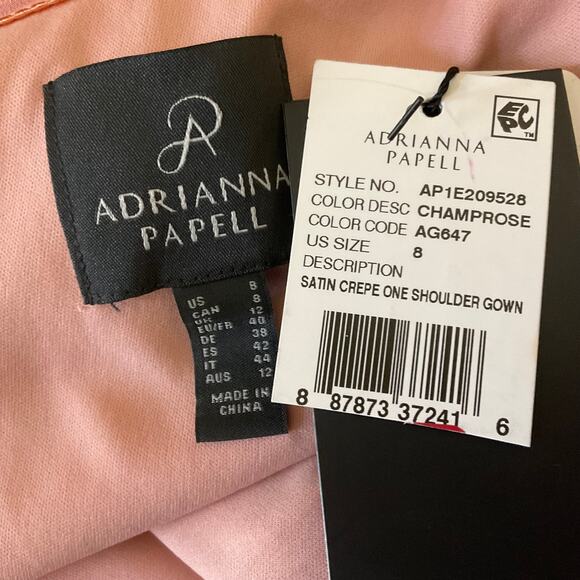 ADRIANNA
PAPELL
US 8
CAN 8
UK 12
EU/FR 40
DE 38
ES 42
IT 44
AUS 12
MADE IN
CHINA
EPC™
ADRIANNA
PAPELL
STYLE NO. AP1E209528
COLOR DESC CHAMPROSE
COLOR CODE AG647
US SIZE 8
DESCRIPTION
SATIN CREPE ONE SHOULDER GOWN
8 87873 37241 6